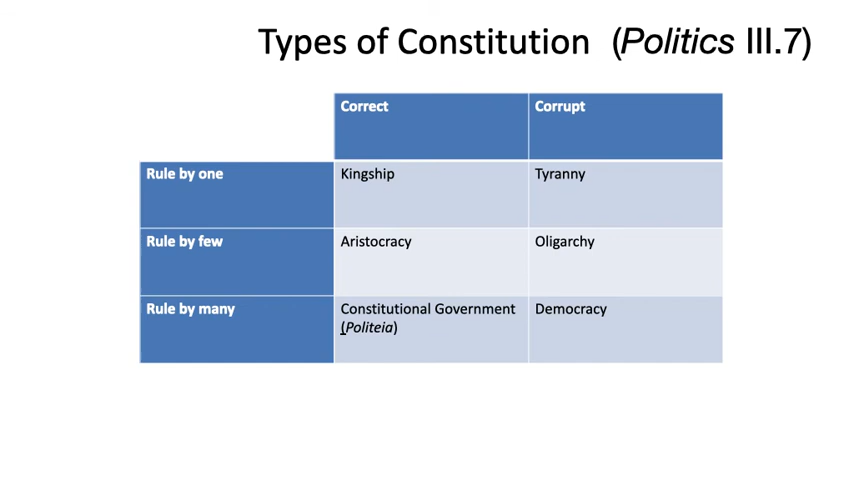 Types of Constitution (Politics III.7)
Correct Corrupt
Rule by one Kingship Tyranny
Rule by few Aristocracy Oligarchy
Rule by many Constitutional Government Democracy
(Politeia)